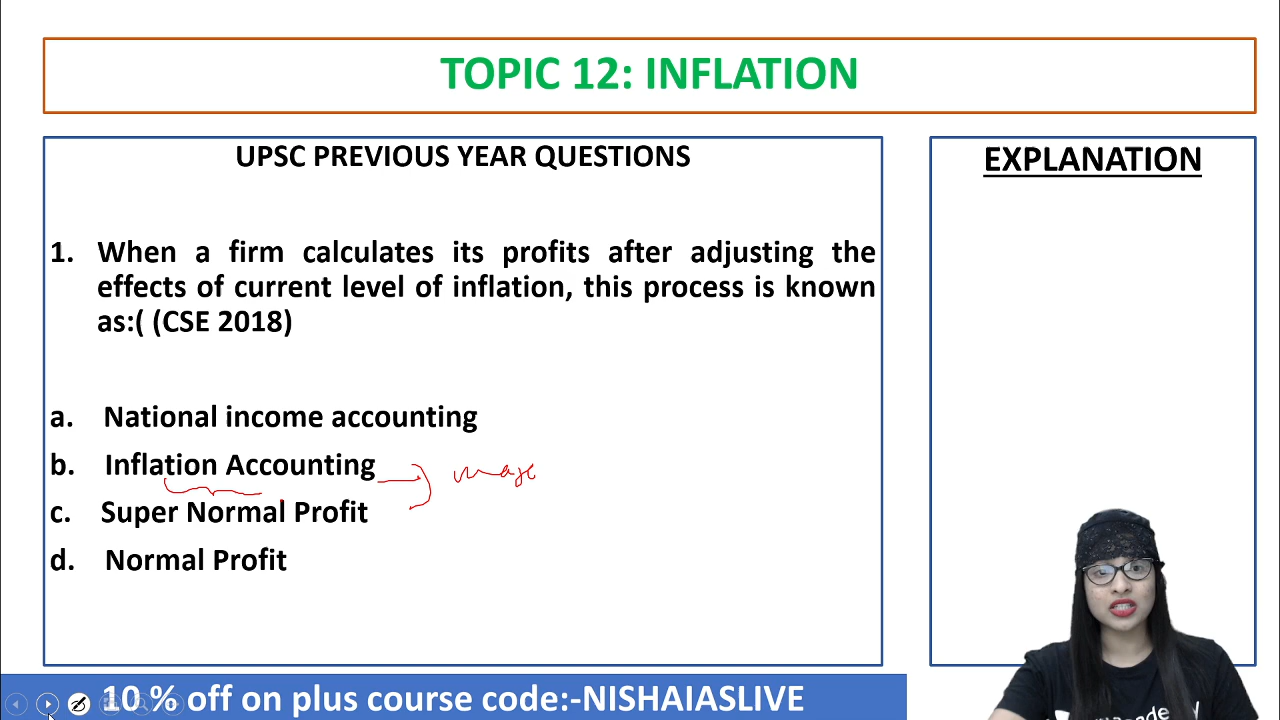 TOPIC 12: INFLATION
UPSC PREVIOUS YEAR QUESTIONS
1. When a firm calculates its profits after adjusting the
effects of current level of inflation, this process is known
as:( (CSE 2018)
a. National income accounting
b. Inflation Accounting
c. Super Normal Profit
d. Normal Profit
EXPLANATION
10 % off on plus course code:-NISHAIASLIVE